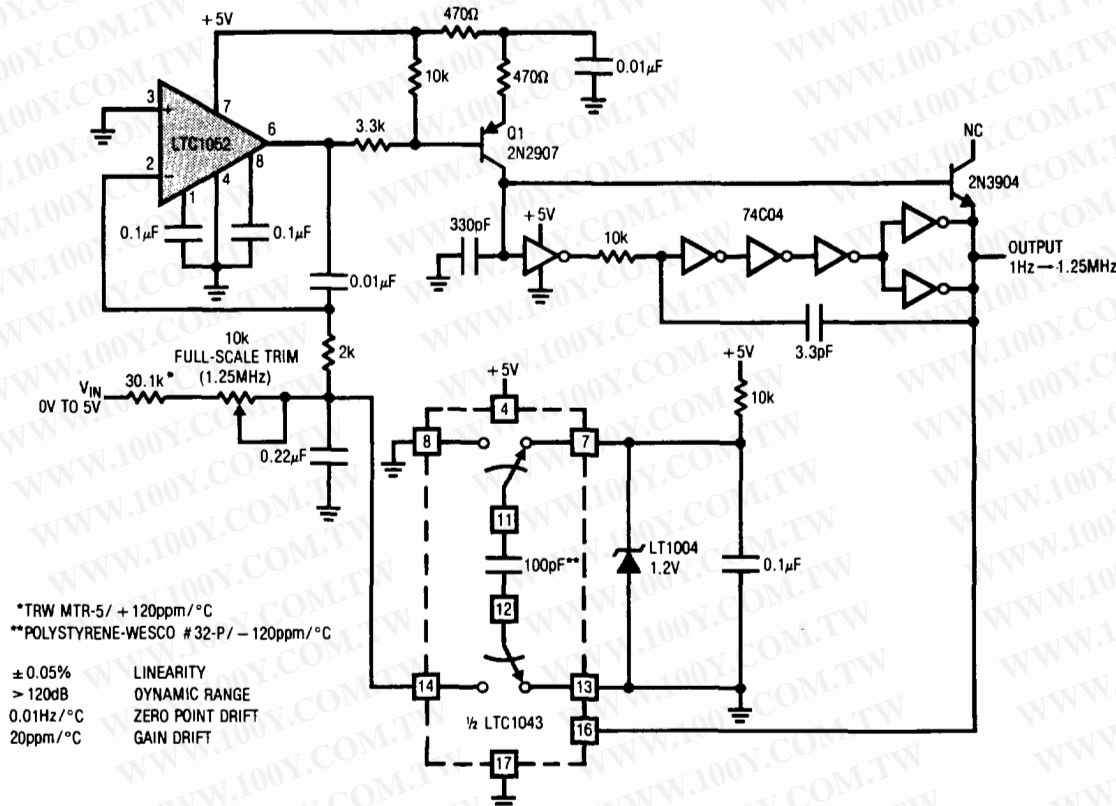 +5V
470Ω
10k
470Ω
0.01µF
3
7
+
LTC1052
6
3.3k
Q1
2N2907
NC
2
−
8
1
4
2N3904
0.1µF
0.1µF
330pF
+5V
74C04
10k
OUTPUT
1Hz→1.25MHz
0.01µF
3.3pF
10k
FULL-SCALE TRIM
(1.25MHz)
2k
+5V
VIN
0V TO 5V
30.1k*
+5V
10k
4
8
7
0.22µF
11
100pF**
LT1004
1.2V
0.1µF
12
*TRW MTR-5/ +120ppm/°C
**POLYSTYRENE-WESCO #32-P/ −120ppm/°C
14
13
±0.05% LINEARITY
>120dB DYNAMIC RANGE
0.01Hz/°C ZERO POINT DRIFT
20ppm/°C GAIN DRIFT
½ LTC1043
16
17
WWW.100Y.COM.TW